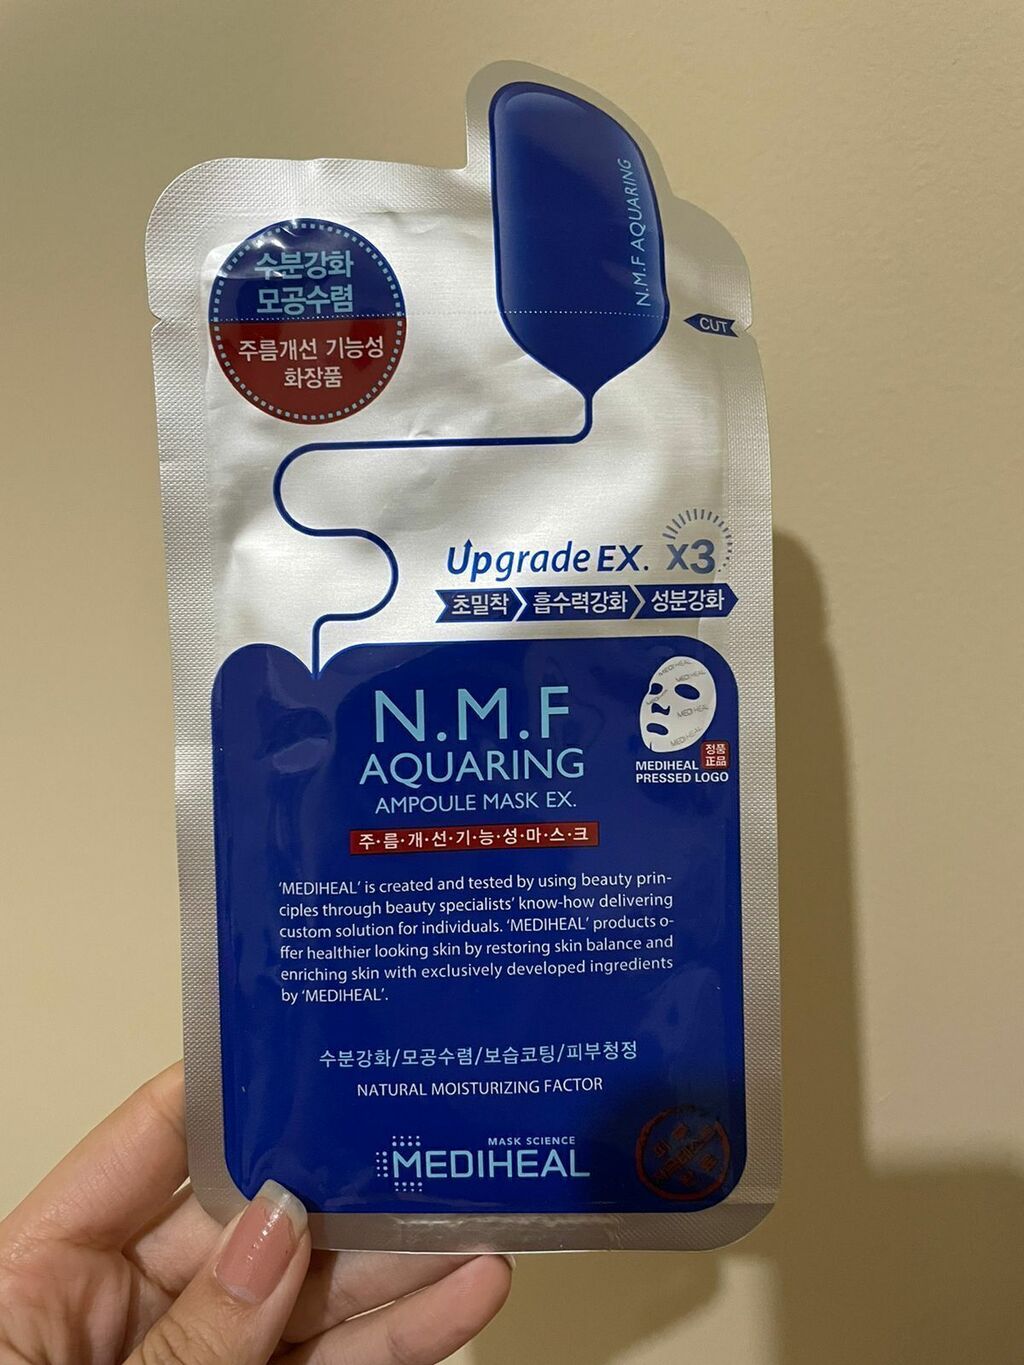 N.M.F AQUARING
수분강화
모공수렴
주름개선 기능성
화장품
CUT
Upgrade EX. x3
초밀착 흡수력강화 성분강화
N.M.F
AQUARING
AMPOULE MASK EX.
주·름·개·선·기·능·성·마·스·크
MEDIHEAL
MEDIHEAL
MEDIHEAL
MEDIHEAL
정품
正品
MEDIHEAL
PRESSED LOGO
'MEDIHEAL' is created and tested by using beauty prin-
ciples through beauty specialists' know-how delivering
custom solution for individuals. 'MEDIHEAL' products o-
ffer healthier looking skin by restoring skin balance and
enriching skin with exclusively developed ingredients
by 'MEDIHEAL'.
수분강화/모공수렴/보습코팅/피부청정
NATURAL MOISTURIZING FACTOR
MASK SCIENCE
MEDIHEAL